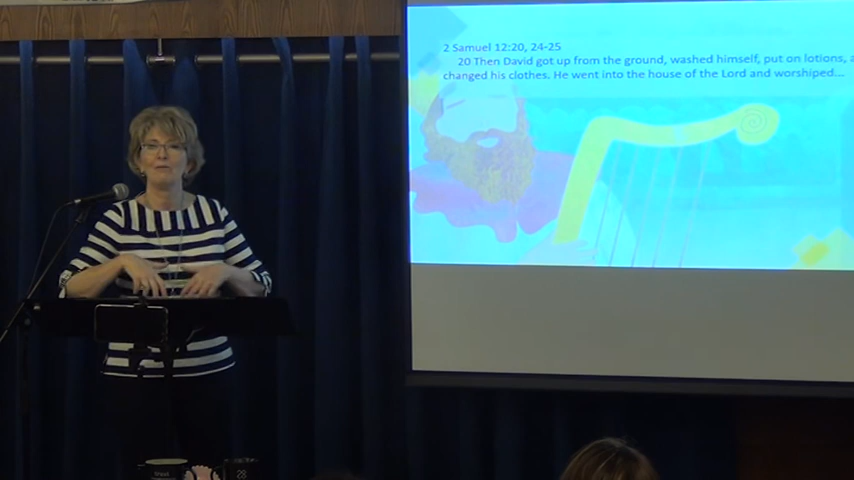 2 Samuel 12:20, 24-25
20 Then David got up from the ground, washed himself, put on lotions,
changed his clothes. He went into the house of the Lord and worshiped...